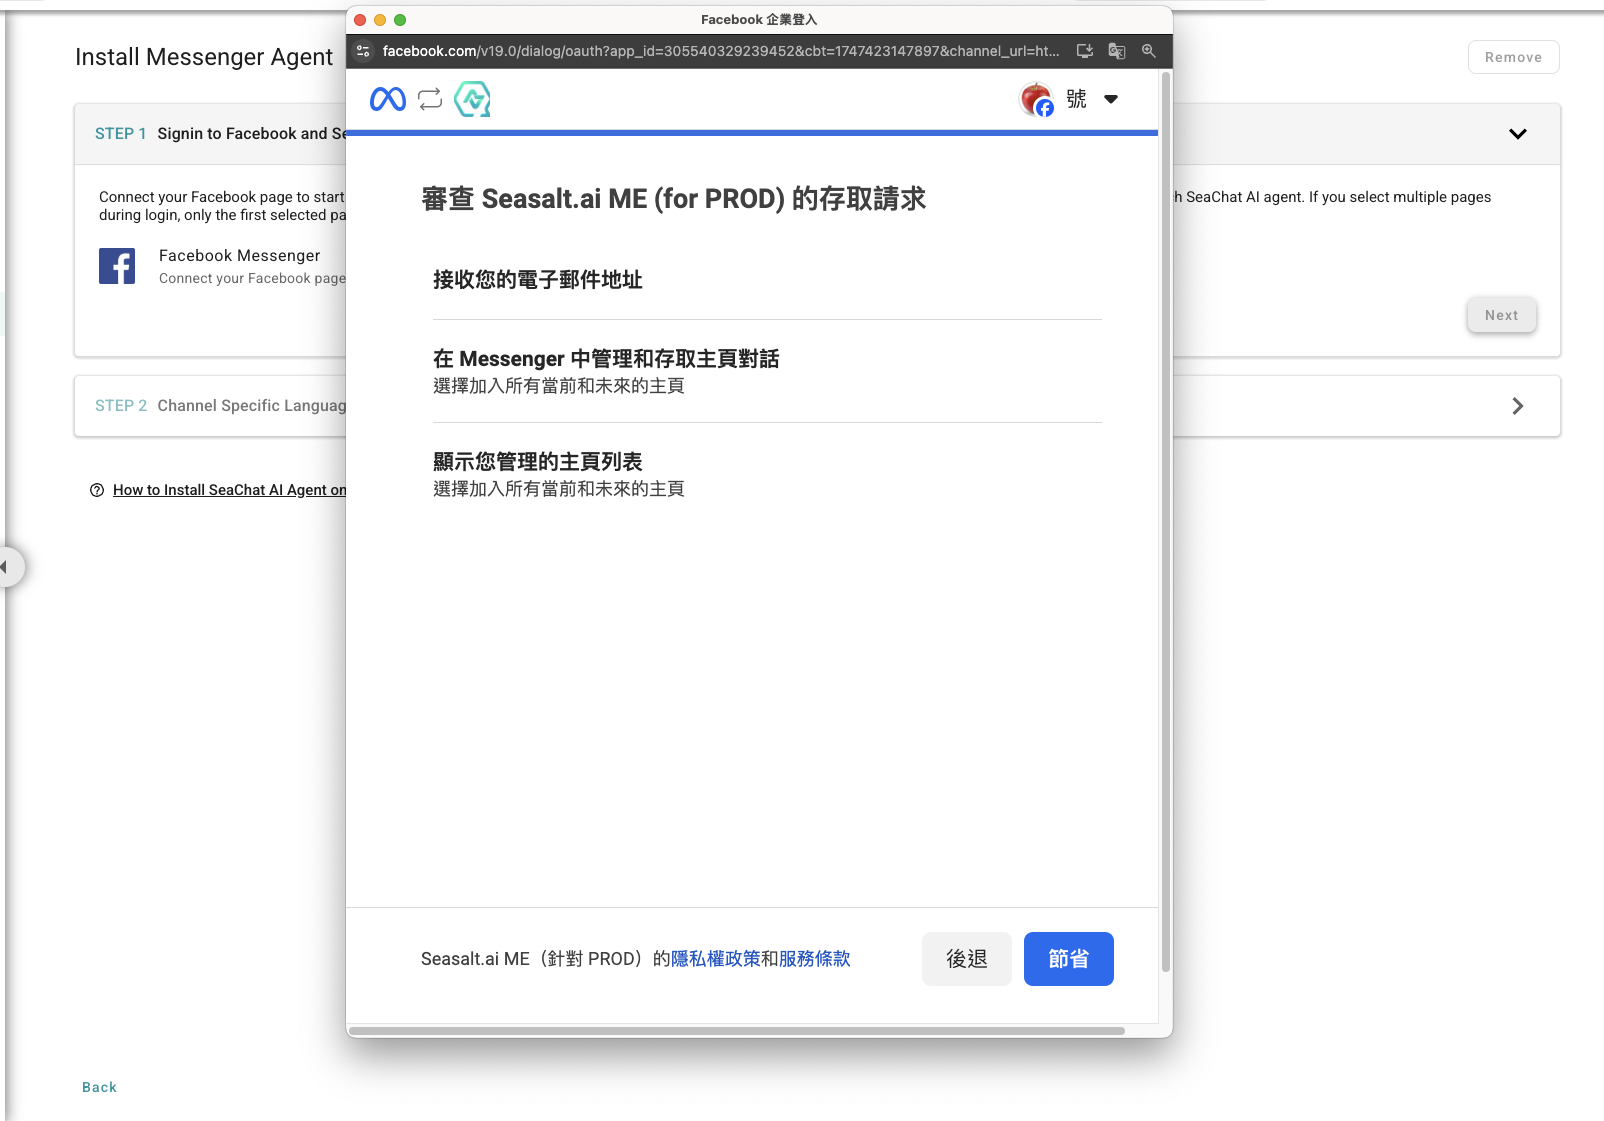 Facebook 企業登入
facebook.com/v19.0/dialog/oauth?app_id=305540329239452&cbt=1747423147897&channel_url=ht...
Install Messenger Agent
Remove
號
STEP 1 Signin to Facebook and Se
審查 Seasalt.ai ME (for PROD) 的存取請求
Connect your Facebook page to start
h SeaChat AI agent. If you select multiple pages
during login, only the first selected pa
Facebook Messenger
Connect your Facebook page
Next
接收您的電子郵件地址
在 Messenger 中管理和存取主頁對話
選擇加入所有當前和未來的主頁
STEP 2 Channel Specific Languag
顯示您管理的主頁列表
選擇加入所有當前和未來的主頁
How to Install SeaChat AI Agent on
Seasalt.ai ME（針對 PROD）的隱私權政策和服務條款
後退
節省
Back